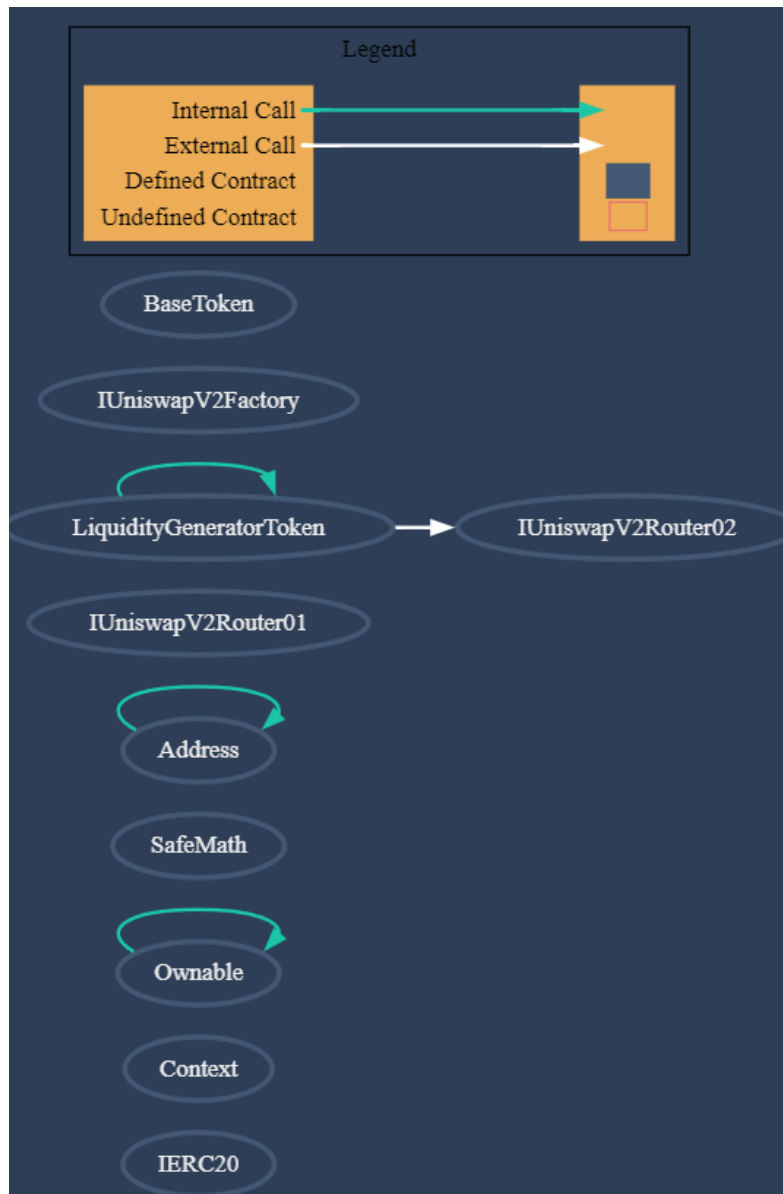 Legend
Internal Call
External Call
Defined Contract
Undefined Contract
BaseToken
IUniswapV2Factory
LiquidityGeneratorToken IUniswapV2Router02
IUniswapV2Router01
Address
SafeMath
Ownable
Context
IERC20